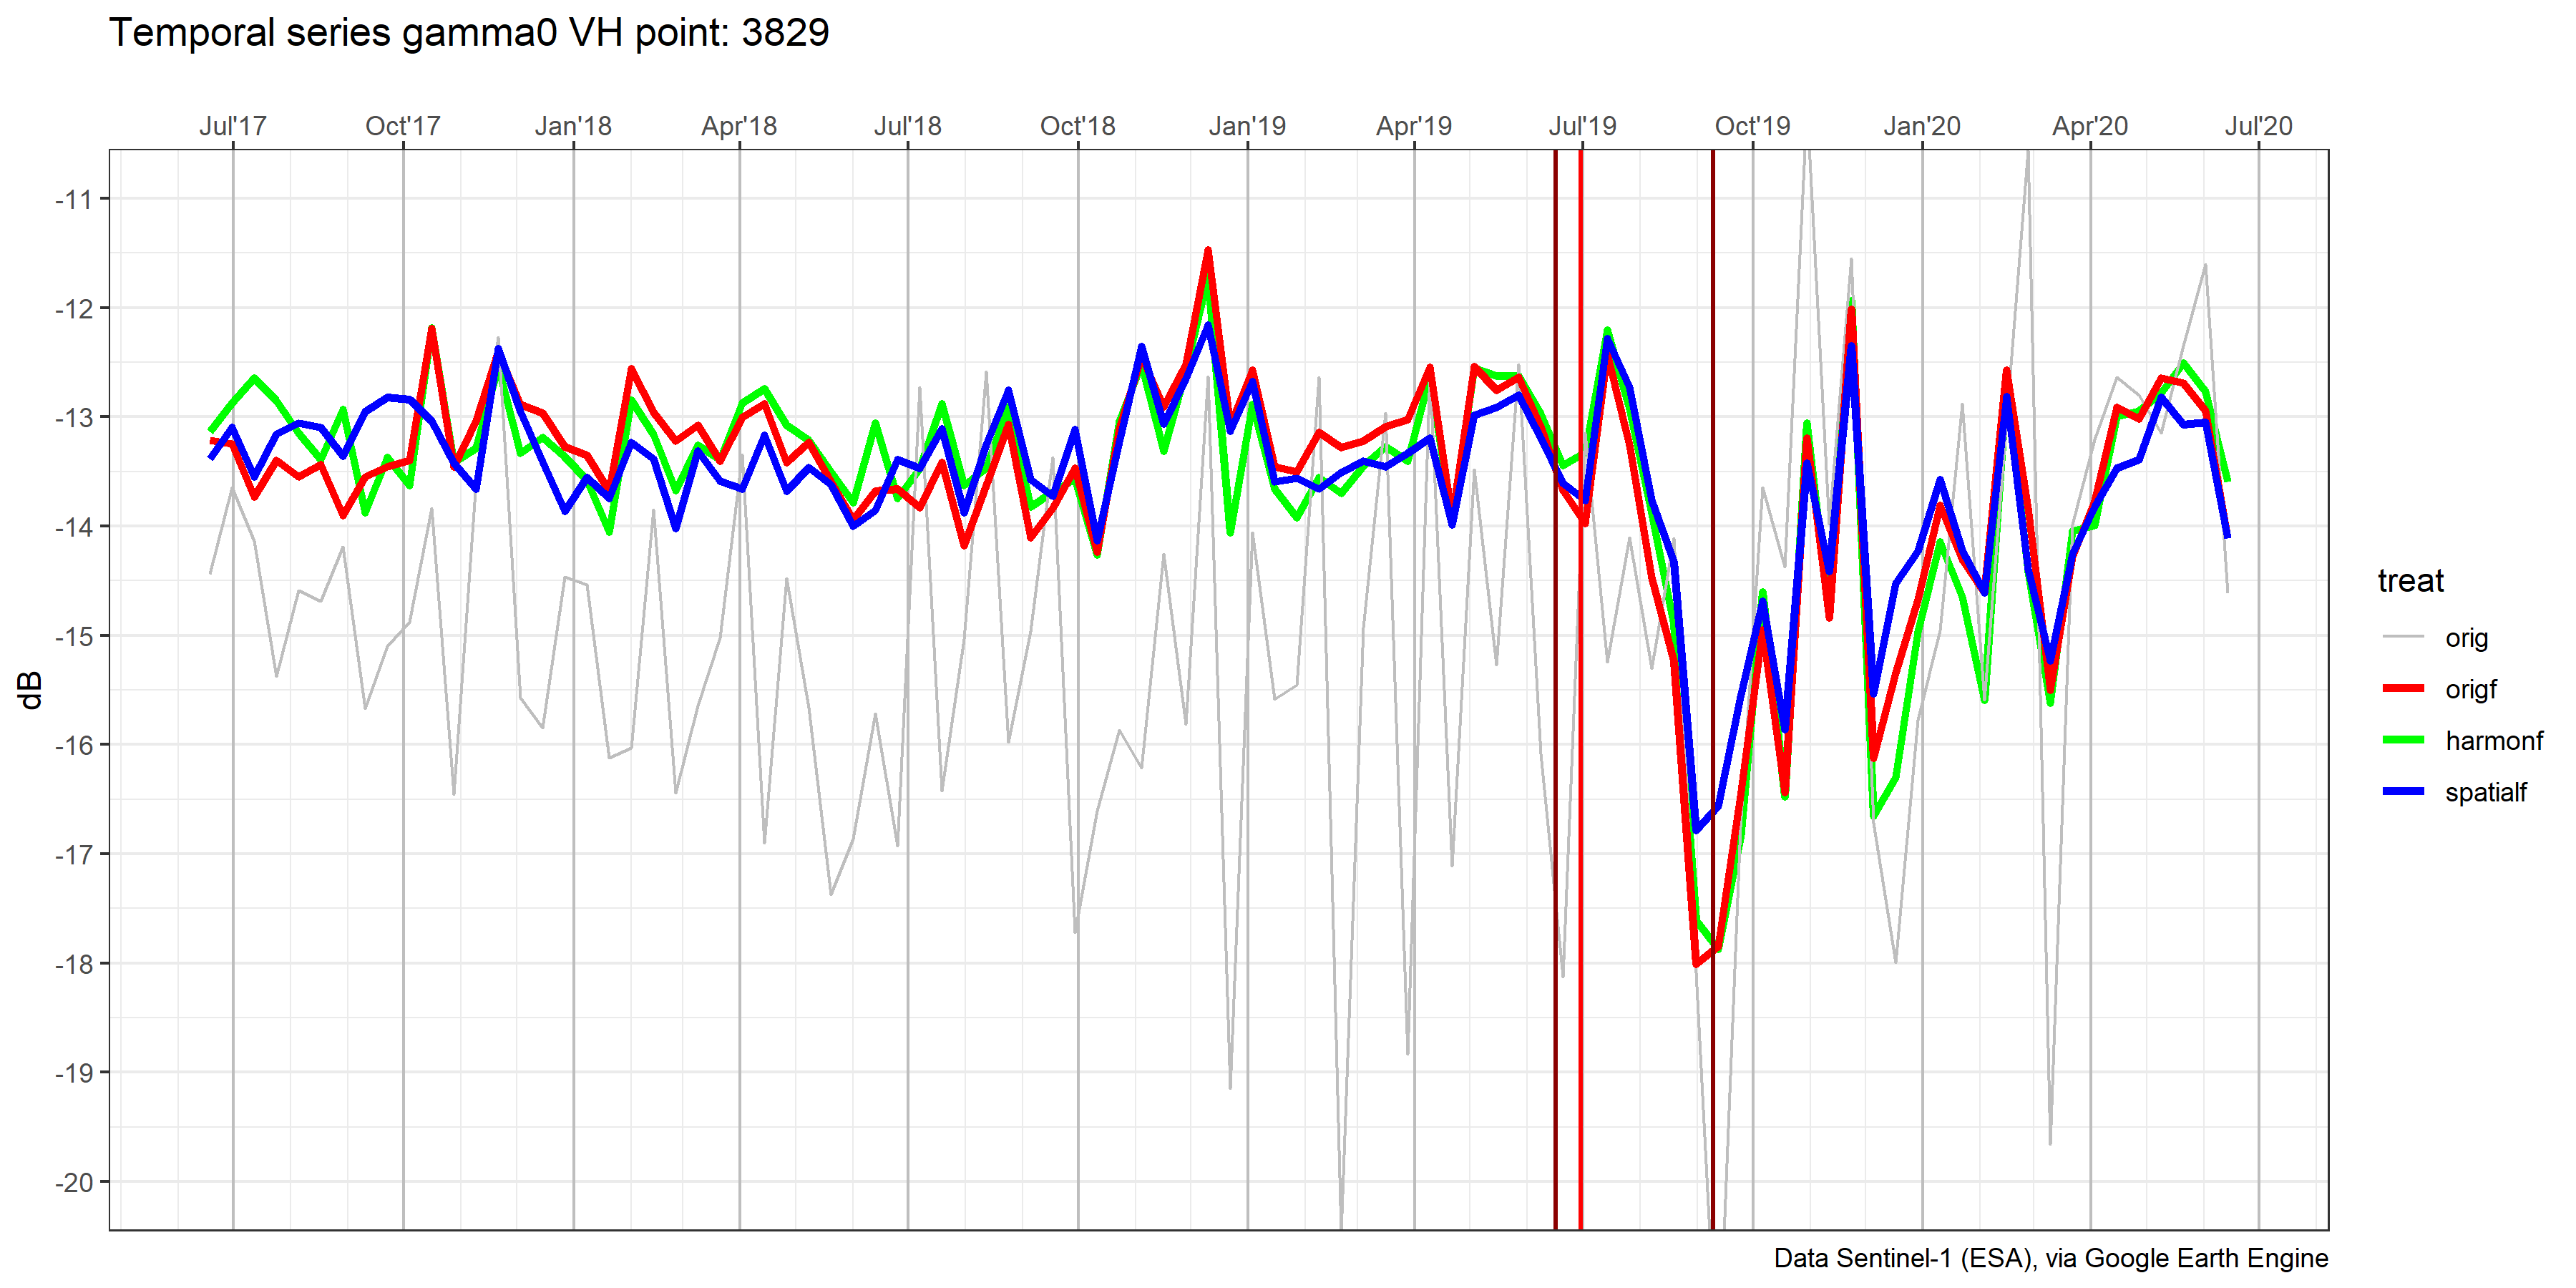 Temporal series gamma0 VH point: 3829
Jul'17 Oct'17 Jan'18 Apr'18 Jul'18 Oct'18 Jan'19 Apr'19 Jul'19 Oct'19 Jan'20 Apr'20 Jul'20
-11
-12
-13
-14
-15
-16
-17
-18
-19
-20
dB
treat
orig
origf
harmonf
spatialf
Data Sentinel-1 (ESA), via Google Earth Engine